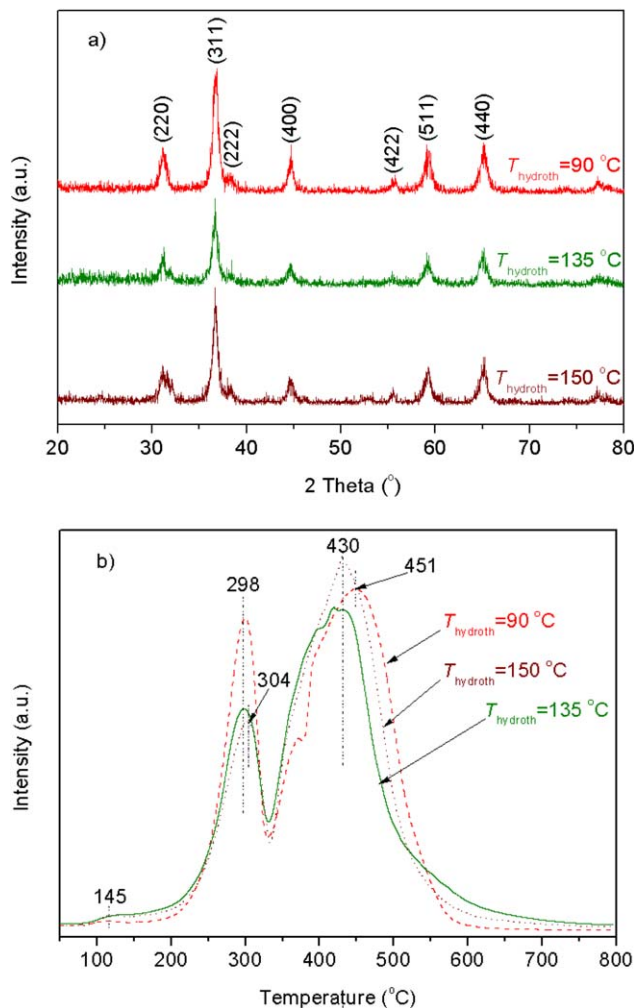 a)
(220)
(311)
(222)
(400)
(422)
(511)
(440)
T hydroth=90 °C
T hydroth=135 °C
T hydroth=150 °C
Intensity (a.u.)
20 30 40 50 60 70 80
2 Theta (°)
b)
430
451
298
304
145
T hydroth=90 °C
T hydroth=150 °C
T hydroth=135 °C
Intensity (a.u.)
100 200 300 400 500 600 700 800
Temperature (°C)